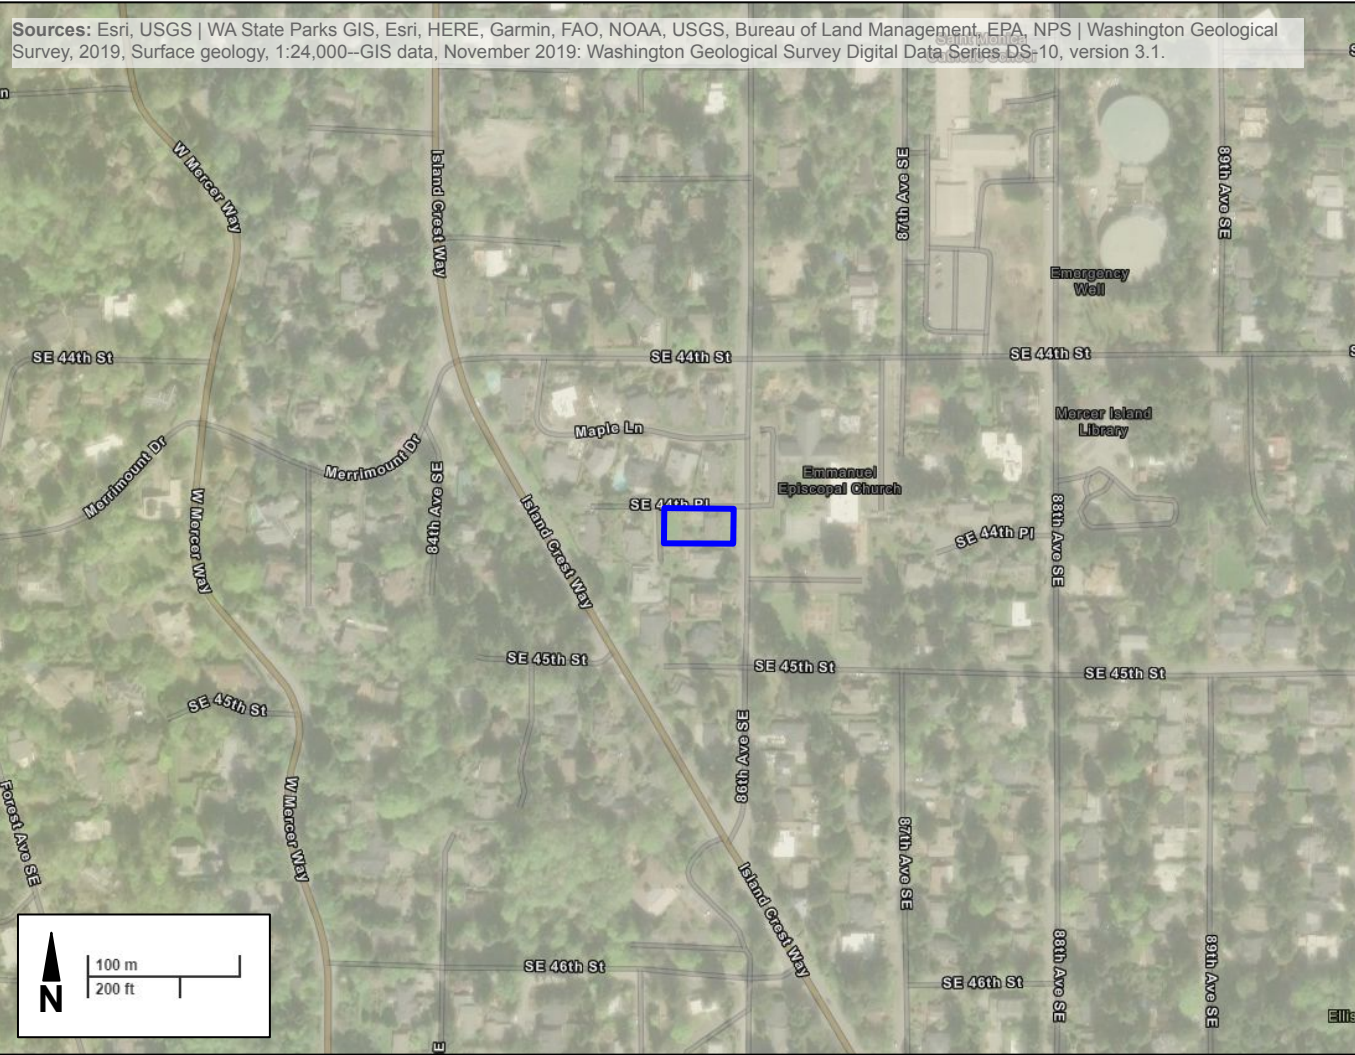 Sources: Esri, USGS | WA State Parks GIS, Esri, HERE, Garmin, FAO, NOAA, USGS, Bureau of Land Management, EPA, NPS | Washington Geological
Survey, 2019, Surface geology, 1:24,000--GIS data, November 2019: Washington Geological Survey Digital Data Series DS-10, version 3.1.
W Mercer Way
Island Crest Way
87th Ave SE
89th Ave SE
Emergency
Well
SE 44th St
SE 44th St
SE 44th St
Mercer Island
Library
Maple Ln
Merrimount Dr
Merrimount Dr
84th Ave SE
Emmanuel
Episcopal Church
SE 44th Pl
W Mercer Way
Island Crest Way
SE 44th Pl
88th Ave SE
SE 45th St
SE 45th St
SE 45th St
SE 45th St
86th Ave SE
Forest Ave SE
W Mercer Way
87th Ave SE
Island Crest Way
88th Ave SE
89th Ave SE
SE 46th St
SE 46th St
100 m
200 ft
N